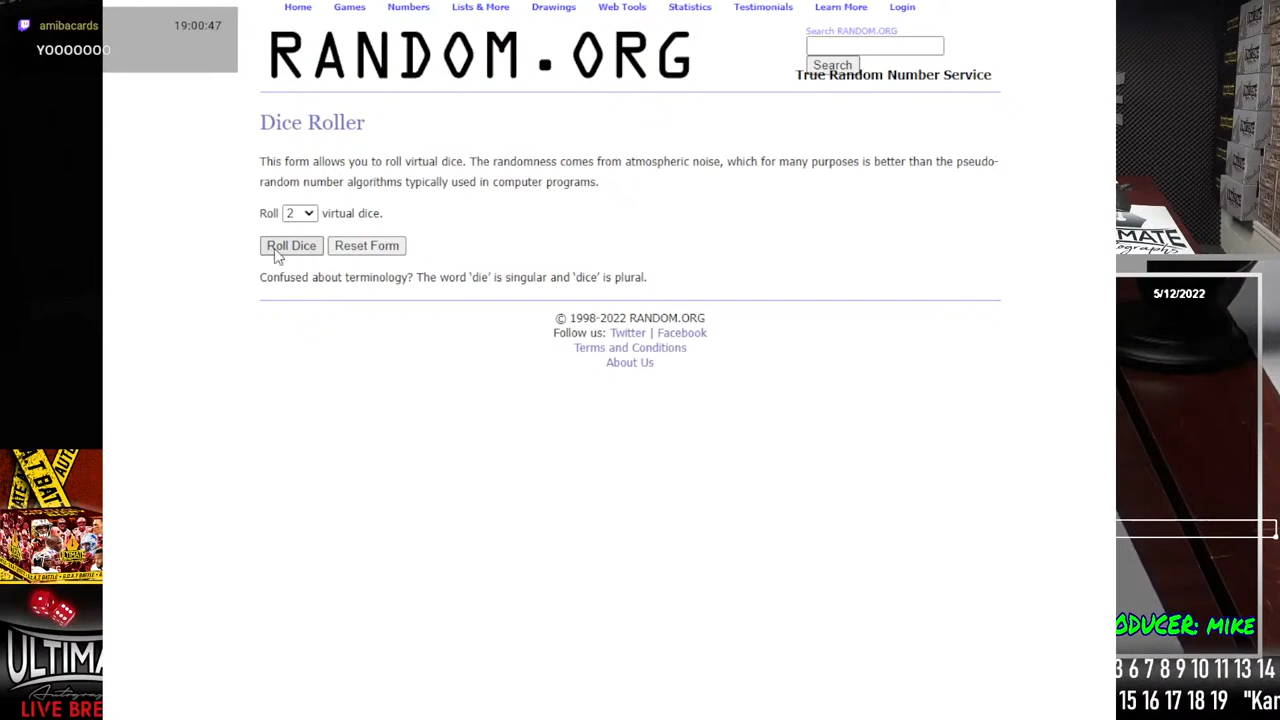 amibacards
19:00:47
YOOOOOOO
Home Games Numbers Lists & More Drawings Web Tools Statistics Testimonials Learn More Login
RANDOM.ORG
Search RANDOM.ORG
Search
True Random Number Service
Dice Roller
This form allows you to roll virtual dice. The randomness comes from atmospheric noise, which for many purposes is better than the pseudo-
random number algorithms typically used in computer programs.
Roll 2 virtual dice.
Roll Dice Reset Form
Confused about terminology? The word ‘die’ is singular and ‘dice’ is plural.
© 1998-2022 RANDOM.ORG
Follow us: Twitter | Facebook
Terms and Conditions
About Us
5/12/2022
ODUCER: MIKE
3 6 7 8 9 10 11 13 14
15 16 17 18 19 "Kar
ULTIMA
LIVE BRE